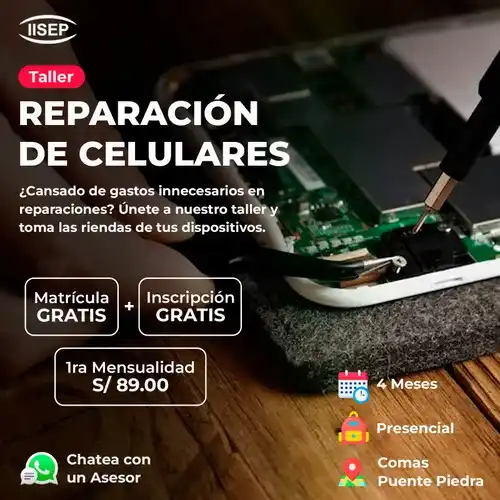 IISEP
Taller
REPARACIÓN
DE CELULARES
¿Cansado de gastos innecesarios en
reparaciones? Únete a nuestro taller y
toma las riendas de tus dispositivos.
Matrícula
GRATIS
+
Inscripción
GRATIS
1ra Mensualidad
S/ 89.00
4 Meses
Presencial
Comas
Puente Piedra
Chatea con
un Asesor